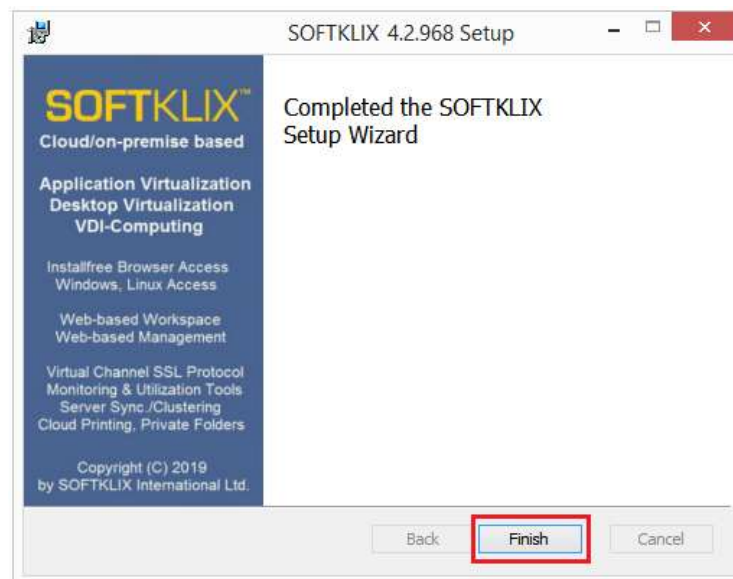 SOFTKLIX 4.2.968 Setup
SOFTKLIX™
Cloud/on-premise based
Application Virtualization
Desktop Virtualization
VDI-Computing
Installfree Browser Access
Windows, Linux Access
Web-based Workspace
Web-based Management
Virtual Channel SSL Protocol
Monitoring & Utilization Tools
Server Sync./Clustering
Cloud Printing, Private Folders
Copyright (C) 2019
by SOFTKLIX International Ltd.
Completed the SOFTKLIX
Setup Wizard
Back Finish Cancel